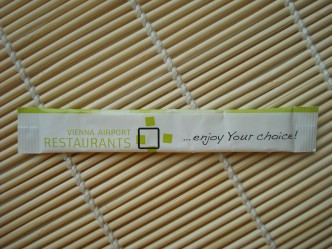 VIENNA AIRPORT
RESTAURANTS
...enjoy Your choice!